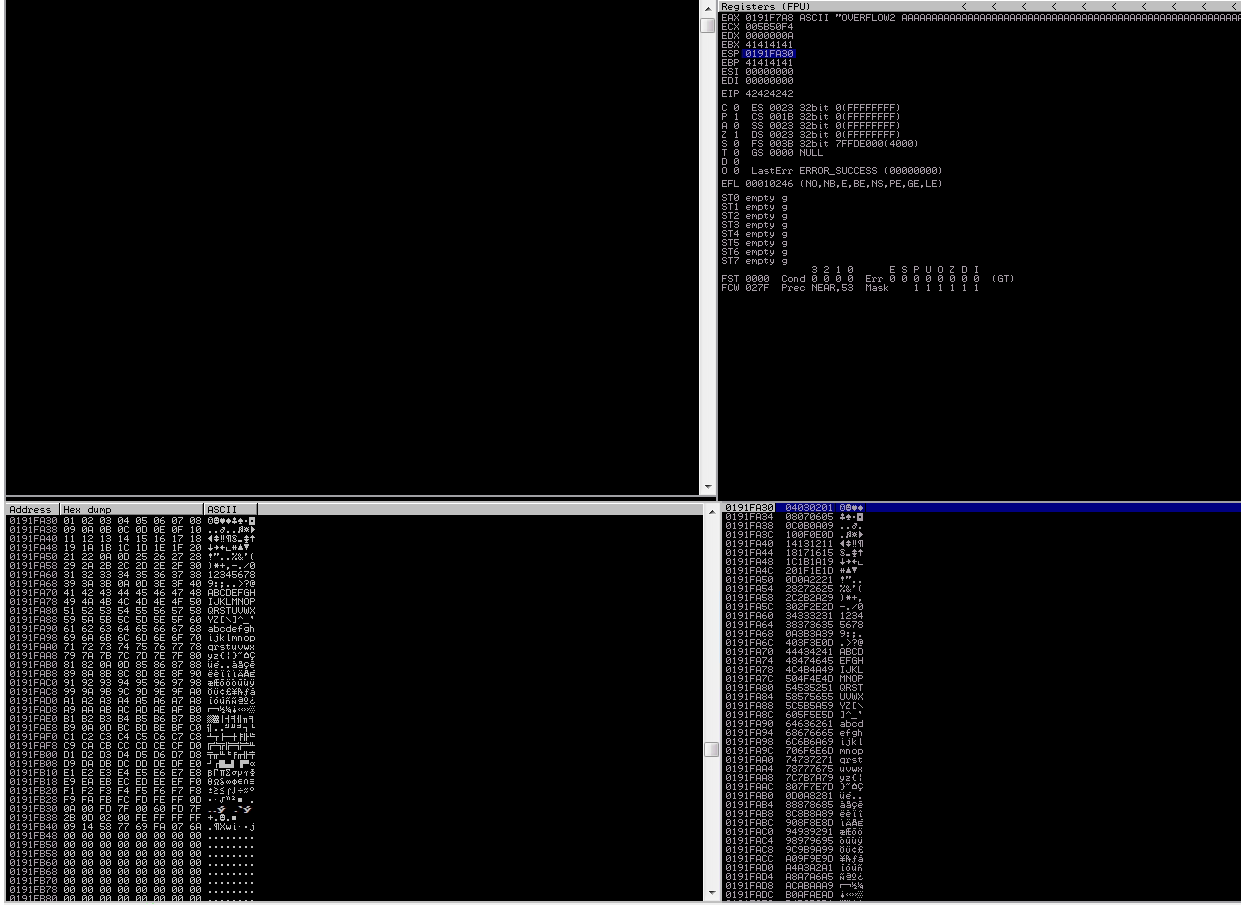 Registers (FPU) < < < < < < < < < <
EAX 0191F7A8 ASCII "OVERFLOW2 AAAAAAAAAAAAAAAAAAAAAAAAAAAAAAAAAAAAAAAAAAAAAAAAAAAAAAAA
ECX 005B50F4
EDX 0000000A
EBX 41414141
ESP 0191FA30
EBP 41414141
ESI 00000000
EDI 00000000
EIP 42424242
C 0 ES 0023 32bit 0(FFFFFFFF)
P 1 CS 001B 32bit 0(FFFFFFFF)
A 0 SS 0023 32bit 0(FFFFFFFF)
Z 1 DS 0023 32bit 0(FFFFFFFF)
S 0 FS 003B 32bit 7FFDE000(4000)
T 0 GS 0000 NULL
D 0
O 0 LastErr ERROR_SUCCESS (00000000)
EFL 00010246 (NO,NB,E,BE,NS,PE,GE,LE)
ST0 empty g
ST1 empty g
ST2 empty g
ST3 empty g
ST4 empty g
ST5 empty g
ST6 empty g
ST7 empty g
3 2 1 0 E S P U O Z D I
FST 0000 Cond 0 0 0 0 Err 0 0 0 0 0 0 0 0 (GT)
FCW 027F Prec NEAR,53 Mask 1 1 1 1 1 1
Address Hex dump ASCII
0191FA30 01 02 03 04 05 06 07 08
0191FA38 09 0A 0B 0C 0D 0E 0F 10
0191FA40 11 12 13 14 15 16 17 18
0191FA48 19 1A 1B 1C 1D 1E 1F 20
0191FA50 21 22 0A 0D 25 26 27 28 !"..%&'(
0191FA58 29 2A 2B 2C 2D 2E 2F 30 )*+,-./0
0191FA60 31 32 33 34 35 36 37 38 12345678
0191FA68 39 3A 3B 0A 0D 3E 3F 40 9:;..>?@
0191FA70 41 42 43 44 45 46 47 48 ABCDEFGH
0191FA78 49 4A 4B 4C 4D 4E 4F 50 IJKLMNOP
0191FA80 51 52 53 54 55 56 57 58 QRSTUVWX
0191FA88 59 5A 5B 5C 5D 5E 5F 60 YZ[\]^_`
0191FA90 61 62 63 64 65 66 67 68 abcdefgh
0191FA98 69 6A 6B 6C 6D 6E 6F 70 ijklmnop
0191FAA0 71 72 73 74 75 76 77 78 qrstuvwx
0191FAA8 79 7A 7B 7C 7D 7E 7F 80 yz{|}~⌂Ç
0191FAB0 81 82 0A 0D 85 86 87 88 üé..àåçê
0191FAB8 89 8A 8B 8C 8D 8E 8F 90
0191FAC0 91 92 93 94 95 96 97 98
0191FAC8 99 9A 9B 9C 9D 9E 9F A0
0191FAD0 A1 A2 A3 A4 A5 A6 A7 A8
0191FAD8 A9 AA AB AC AD AE AF B0
0191FAE0 B1 B2 B3 B4 B5 B6 B7 B8
0191FAE8 B9 0A 0D BC BD BE BF C0
0191FAF0 C1 C2 C3 C4 C5 C6 C7 C8
0191FAF8 C9 CA CB CC CD CE CF D0
0191FB00 D1 D2 D3 D4 D5 D6 D7 D8
0191FB08 D9 DA DB DC DD DE DF E0
0191FB10 E1 E2 E3 E4 E5 E6 E7 E8
0191FB18 E9 EA EB EC ED EE EF F0
0191FB20 F1 F2 F3 F4 F5 F6 F7 F8
0191FB28 F9 FA FB FC FD FE FF 0D
0191FB30 0A 00 FD 7F 00 60 FD 7F
0191FB38 2B 0D 02 00 FE FF FF FF
0191FB40 09 14 58 77 69 FA 07 6A
0191FB48 00 00 00 00 00 00 00 00 ........
0191FB50 00 00 00 00 00 00 00 00 ........
0191FB58 00 00 00 00 00 00 00 00 ........
0191FB60 00 00 00 00 00 00 00 00 ........
0191FB68 00 00 00 00 00 00 00 00 ........
0191FB70 00 00 00 00 00 00 00 00 ........
0191FB78 00 00 00 00 00 00 00 00 ........
0191FB80 00 00 00 00 00 00 00 00 ........
0191FA30 04030201
0191FA34 08070605
0191FA38 0C0B0A09
0191FA3C 100F0E0D
0191FA40 14131211
0191FA44 18171615
0191FA48 1C1B1A19
0191FA4C 201F1E1D
0191FA50 0D0A2221 !"..
0191FA54 28272625 %&'(
0191FA58 2C2B2A29 )*+,
0191FA5C 302F2E2D -./0
0191FA60 34333231 1234
0191FA64 38373635 5678
0191FA68 0A3B3A39 9:;.
0191FA6C 403F3E0D .>?@
0191FA70 44434241 ABCD
0191FA74 48474645 EFGH
0191FA78 4C4B4A49 IJKL
0191FA7C 504F4E4D MNOP
0191FA80 54535251 QRST
0191FA84 58575655 UVWX
0191FA88 5C5B5A59 YZ[\
0191FA8C 605F5E5D ]^_`
0191FA90 64636261 abcd
0191FA94 68676665 efgh
0191FA98 6C6B6A69 ijkl
0191FA9C 706F6E6D mnop
0191FAA0 74737271 qrst
0191FAA4 78777675 uvwx
0191FAA8 7C7B7A79 yz{|
0191FAAC 807F7E7D }~⌂Ç
0191FAB0 0D0A8281 üé..
0191FAB4 88878685 àåçê
0191FAB8 8C8B8A89 ëèïî
0191FABC 908F8E8D ìÄÅÉ
0191FAC0 94939291 æÆôö
0191FAC4 98979695 òûùÿ
0191FAC8 9C9B9A99 ÖÜ¢£
0191FACC A09F9E9D ¥₧ƒá
0191FAD0 A4A3A2A1 íóúñ
0191FAD4 A8A7A6A5 Ѫº¿
0191FAD8 ACABAAA9 ⌐¬½¼
0191FADC B0AFAEAD